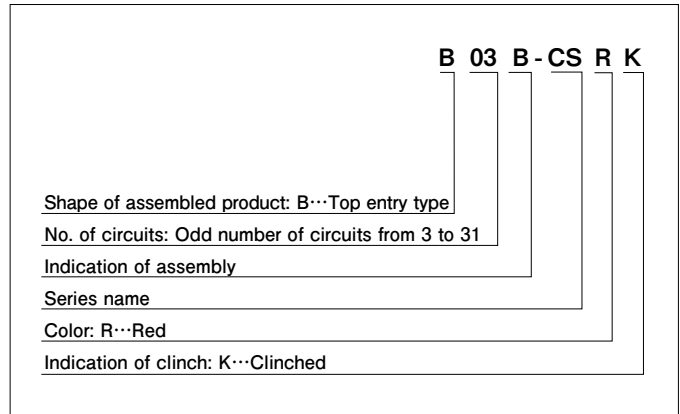 B 03 B - CS R K
Shape of assembled product: B⋯Top entry type
No. of circuits: Odd number of circuits from 3 to 31
Indication of assembly
Series name
Color: R⋯Red
Indication of clinch: K⋯Clinched